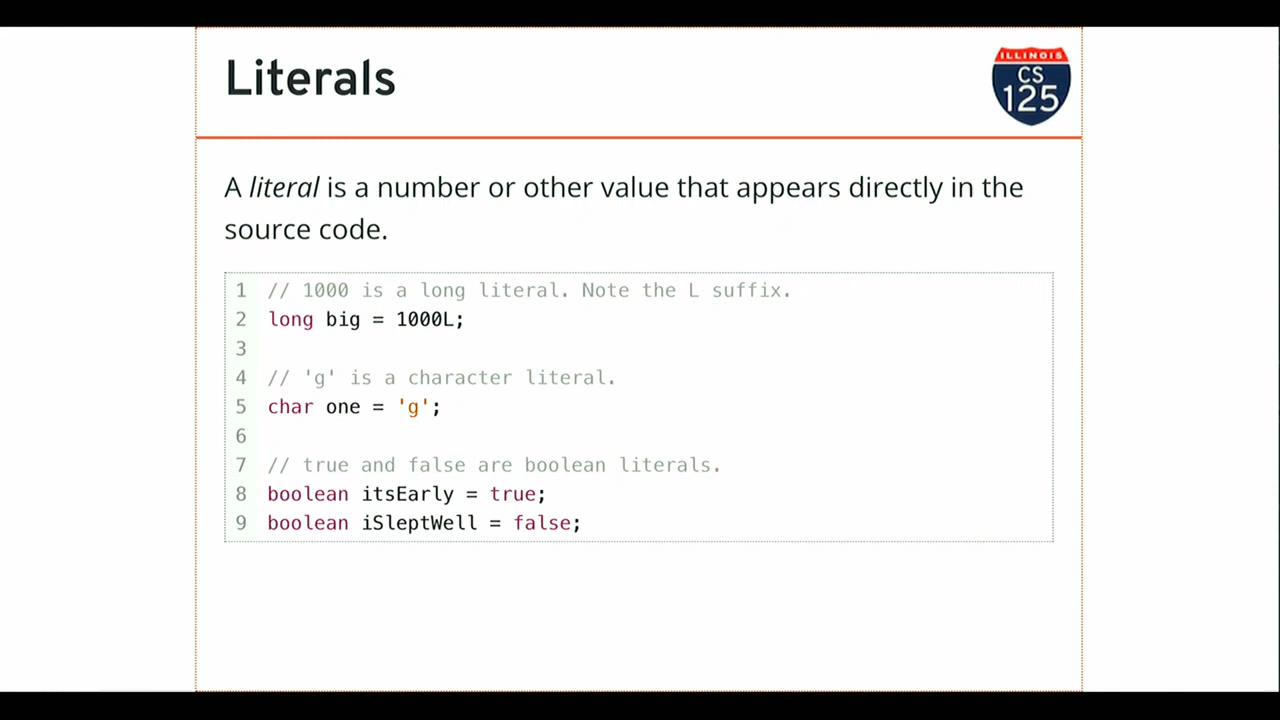 Literals
ILLINOIS
CS
125
A literal is a number or other value that appears directly in the
source code.
1 // 1000 is a long literal. Note the L suffix.
2 long big = 1000L;
3
4 // 'g' is a character literal.
5 char one = 'g';
6
7 // true and false are boolean literals.
8 boolean itsEarly = true;
9 boolean iSleptWell = false;